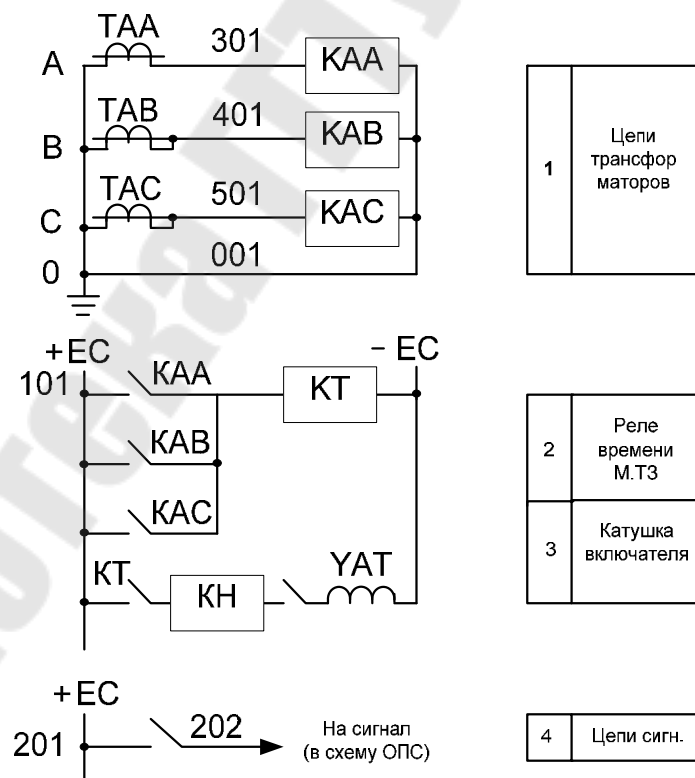 ТАА
301
А
КАА
ТАВ
401
В
КАВ
ТАС
501
С
КАС
001
0
1
Цепи
трансфор
маторов
+ЕС
- ЕС
101
КАА
КТ
КАВ
КАС
КТ
КН
YAT
2
Реле
времени
М.ТЗ
3
Катушка
включателя
+ЕС
201
202
На сигнал
(в схему ОПС)
4
Цепи сигн.